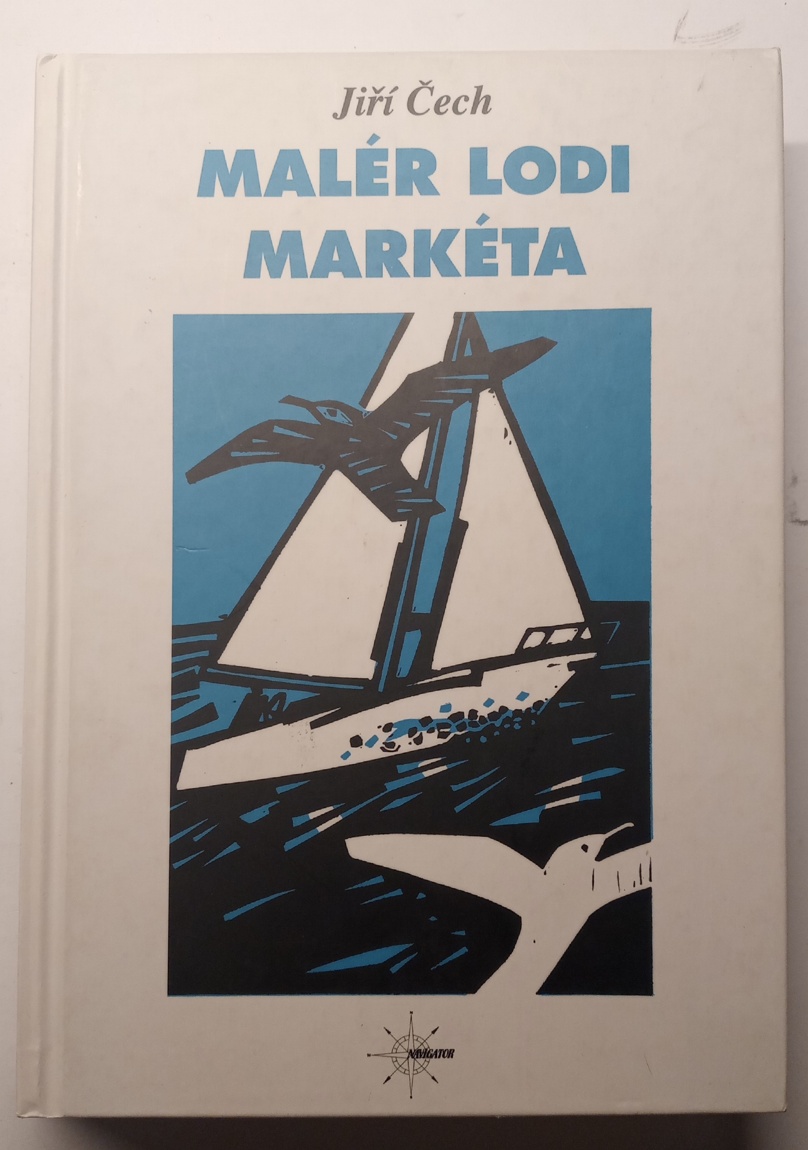 Jiří Čech
MALÉR LODI
MARKÉTA
NAVIGATOR